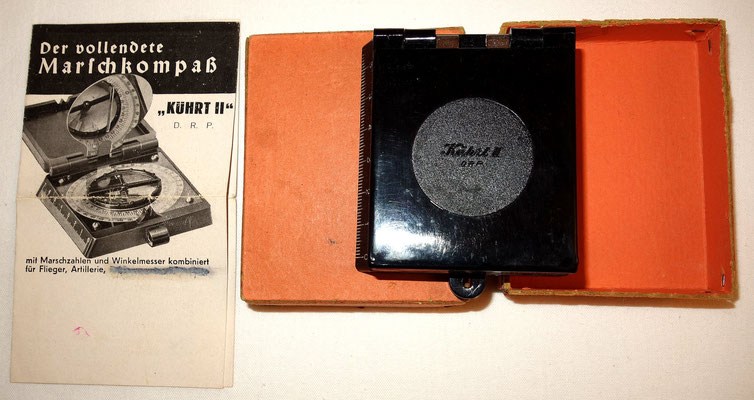 Der vollendete
Marſchkompaß
„KÜHRT II“
D. R. P.
mit Marschzahlen und Winkelmesser kombiniert
für Flieger, Artillerie,
Kührt II
D.R.P.